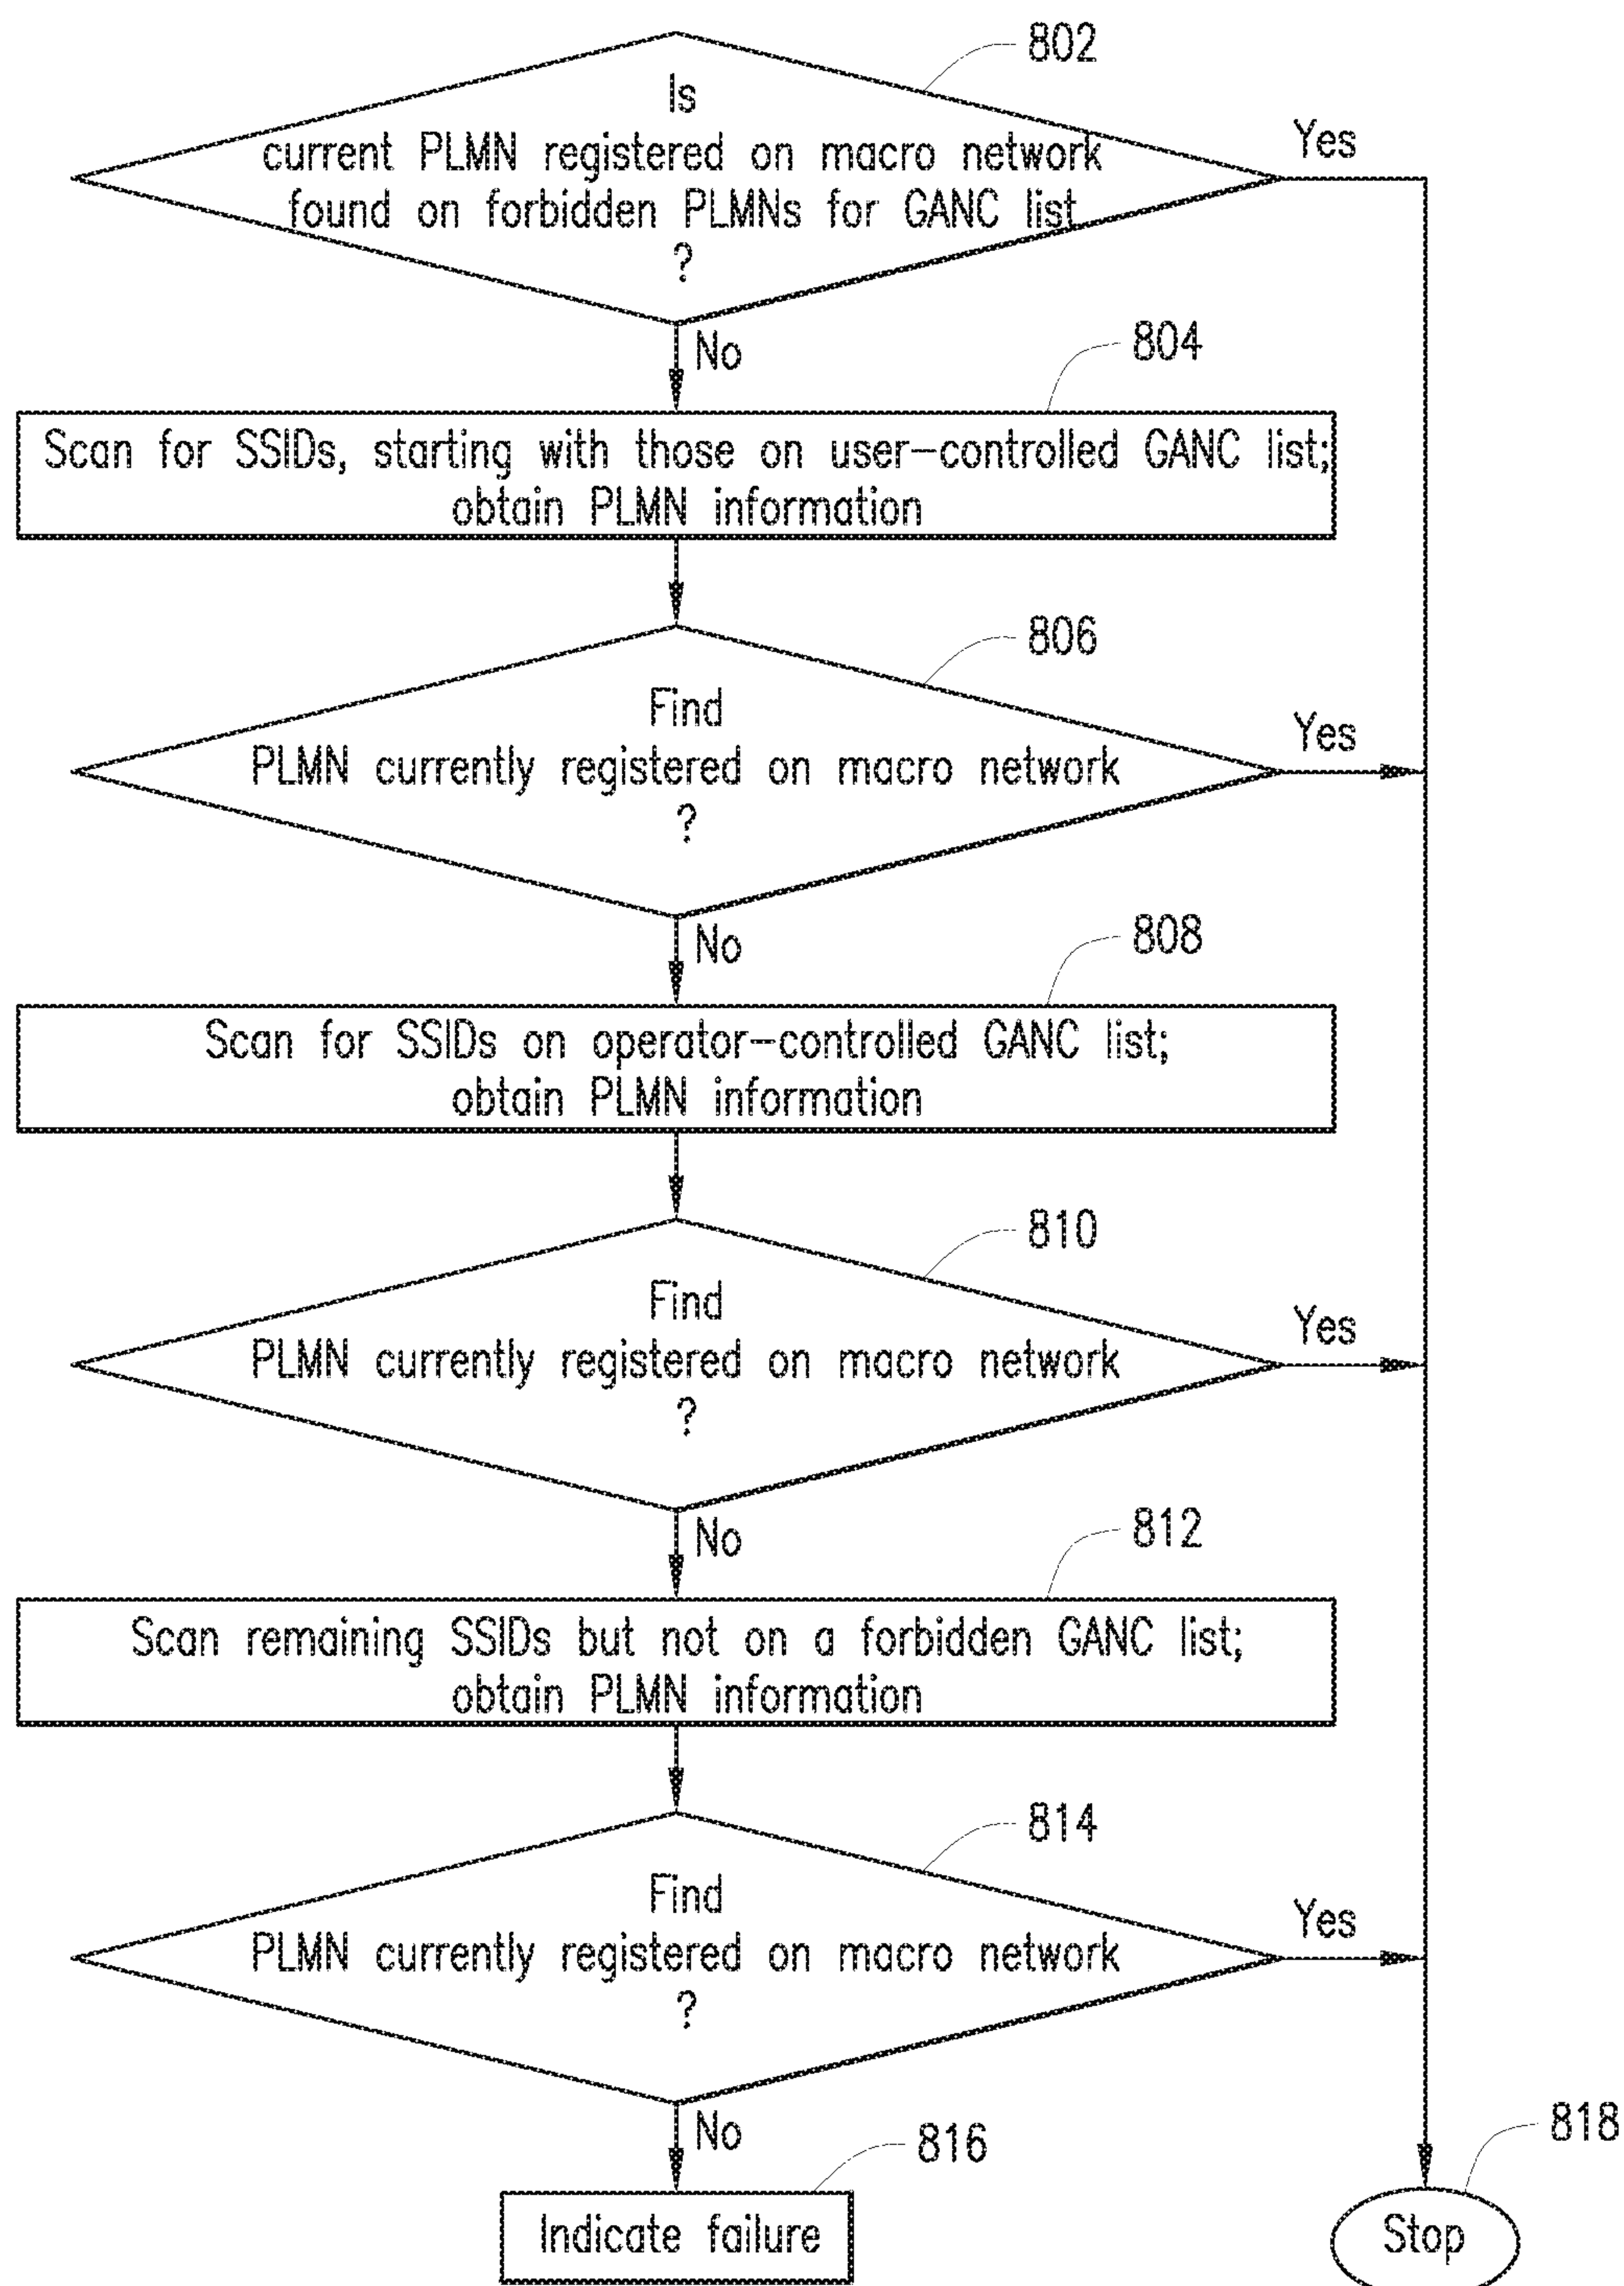 802
Is
current PLMN registered on macro network
found on forbidden PLMNs for GANC list
?
Yes
No
804
Scan for SSIDs, starting with those on user-controlled GANC list;
obtain PLMN information
806
Find
PLMN currently registered on macro network
?
Yes
No
808
Scan for SSIDs on operator-controlled GANC list;
obtain PLMN information
810
Find
PLMN currently registered on macro network
?
Yes
No
812
Scan remaining SSIDs but not on a forbidden GANC list;
obtain PLMN information
814
Find
PLMN currently registered on macro network
?
Yes
No
816
Indicate failure
818
Stop